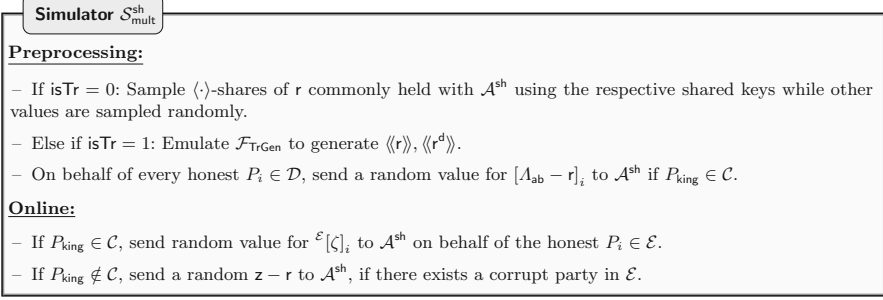 Simulator 𝒮^sh_mult
Preprocessing:
– If isTr = 0: Sample ⟨·⟩-shares of r commonly held with 𝒜^sh using the respective shared keys while other
values are sampled randomly.
– Else if isTr = 1: Emulate ℱ_TrGen to generate ⟪r⟫, ⟪r^d⟫.
– On behalf of every honest P_i ∈ 𝒟, send a random value for [Λ_ab − r]_i to 𝒜^sh if P_king ∈ 𝒞.
Online:
– If P_king ∈ 𝒞, send random value for ^ℰ[ζ]_i to 𝒜^sh on behalf of the honest P_i ∈ ℰ.
– If P_king ∉ 𝒞, send a random z − r to 𝒜^sh, if there exists a corrupt party in ℰ.